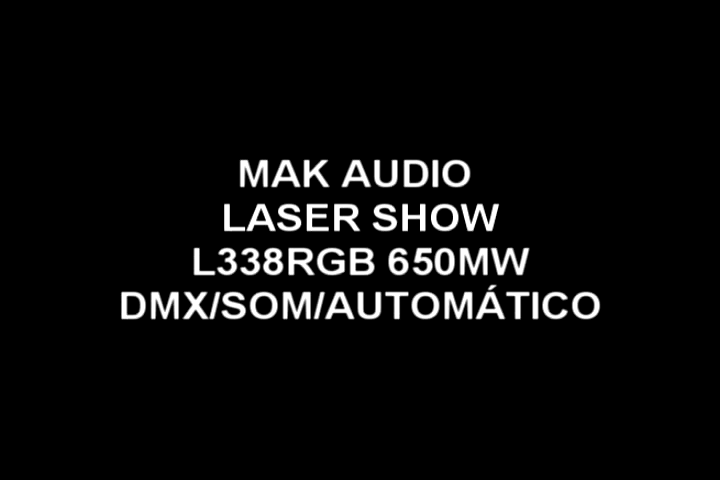 MAK AUDIO
LASER SHOW
L338RGB 650MW
DMX/SOM/AUTOMÁTICO